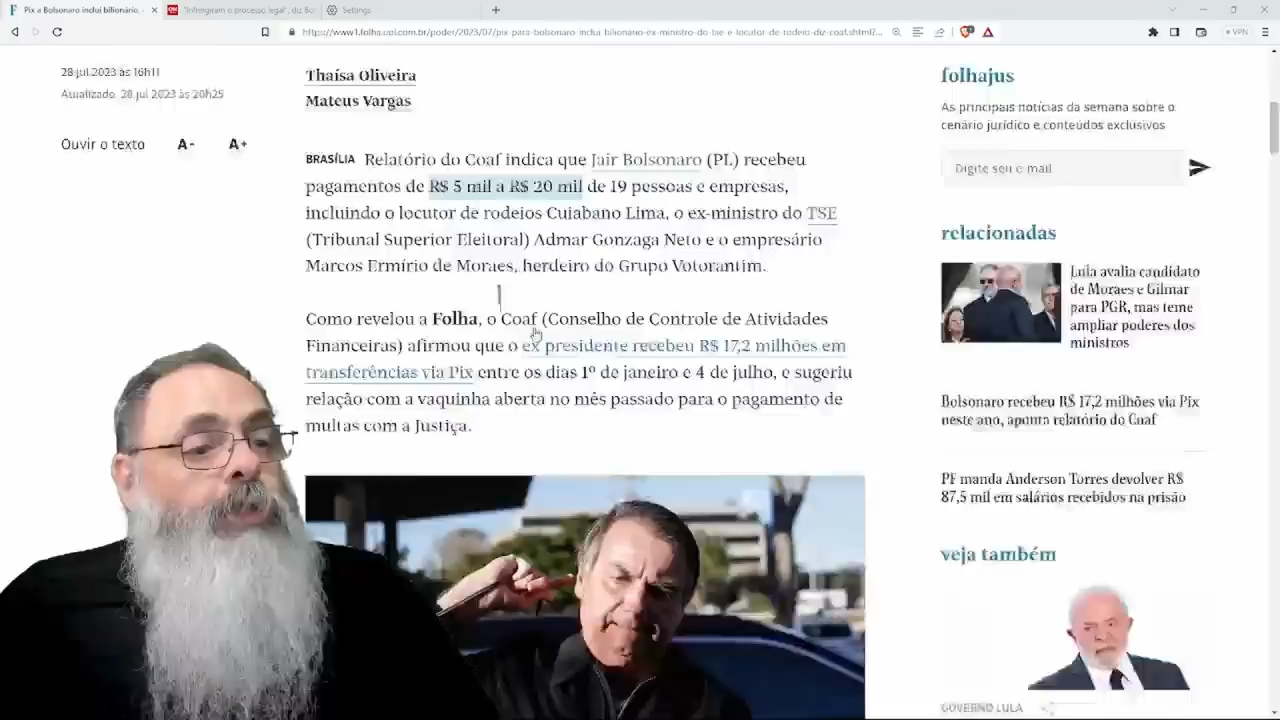 Pix a Bolsonaro inclui bilionário,
"Infringiram o processo legal", diz Bo
Settings
https://www1.folha.uol.com.br/poder/2023/07/pix-para-bolsonaro-inclui-bilionario-ex-ministro-do-tse-e-locutor-de-rodeio-diz-coaf.shtml?...
VPN
28.jul.2023 às 16h11
Atualizado: 28.jul.2023 às 20h25
Ouvir o texto A- A+
Thaísa Oliveira
Mateus Vargas
BRASÍLIA Relatório do Coaf indica que Jair Bolsonaro (PL) recebeu
pagamentos de R$ 5 mil a R$ 20 mil de 19 pessoas e empresas,
incluindo o locutor de rodeios Cuiabano Lima, o ex-ministro do TSE
(Tribunal Superior Eleitoral) Admar Gonzaga Neto e o empresário
Marcos Ermírio de Moraes, herdeiro do Grupo Votorantim.
Como revelou a Folha, o Coaf (Conselho de Controle de Atividades
Financeiras) afirmou que o ex-presidente recebeu R$ 17,2 milhões em
transferências via Pix entre os dias 1º de janeiro e 4 de julho, e sugeriu
relação com a vaquinha aberta no mês passado para o pagamento de
multas com a Justiça.
folhajus
As principais notícias da semana sobre o
cenário jurídico e conteúdos exclusivos
Digite seu e-mail
relacionadas
Lula avalia candidato
de Moraes e Gilmar
para PGR, mas teme
ampliar poderes dos
ministros
Bolsonaro recebeu R$ 17,2 milhões via Pix
neste ano, aponta relatório do Coaf
PF manda Anderson Torres devolver R$
87,5 mil em salários recebidos na prisão
veja também
GOVERNO LULA